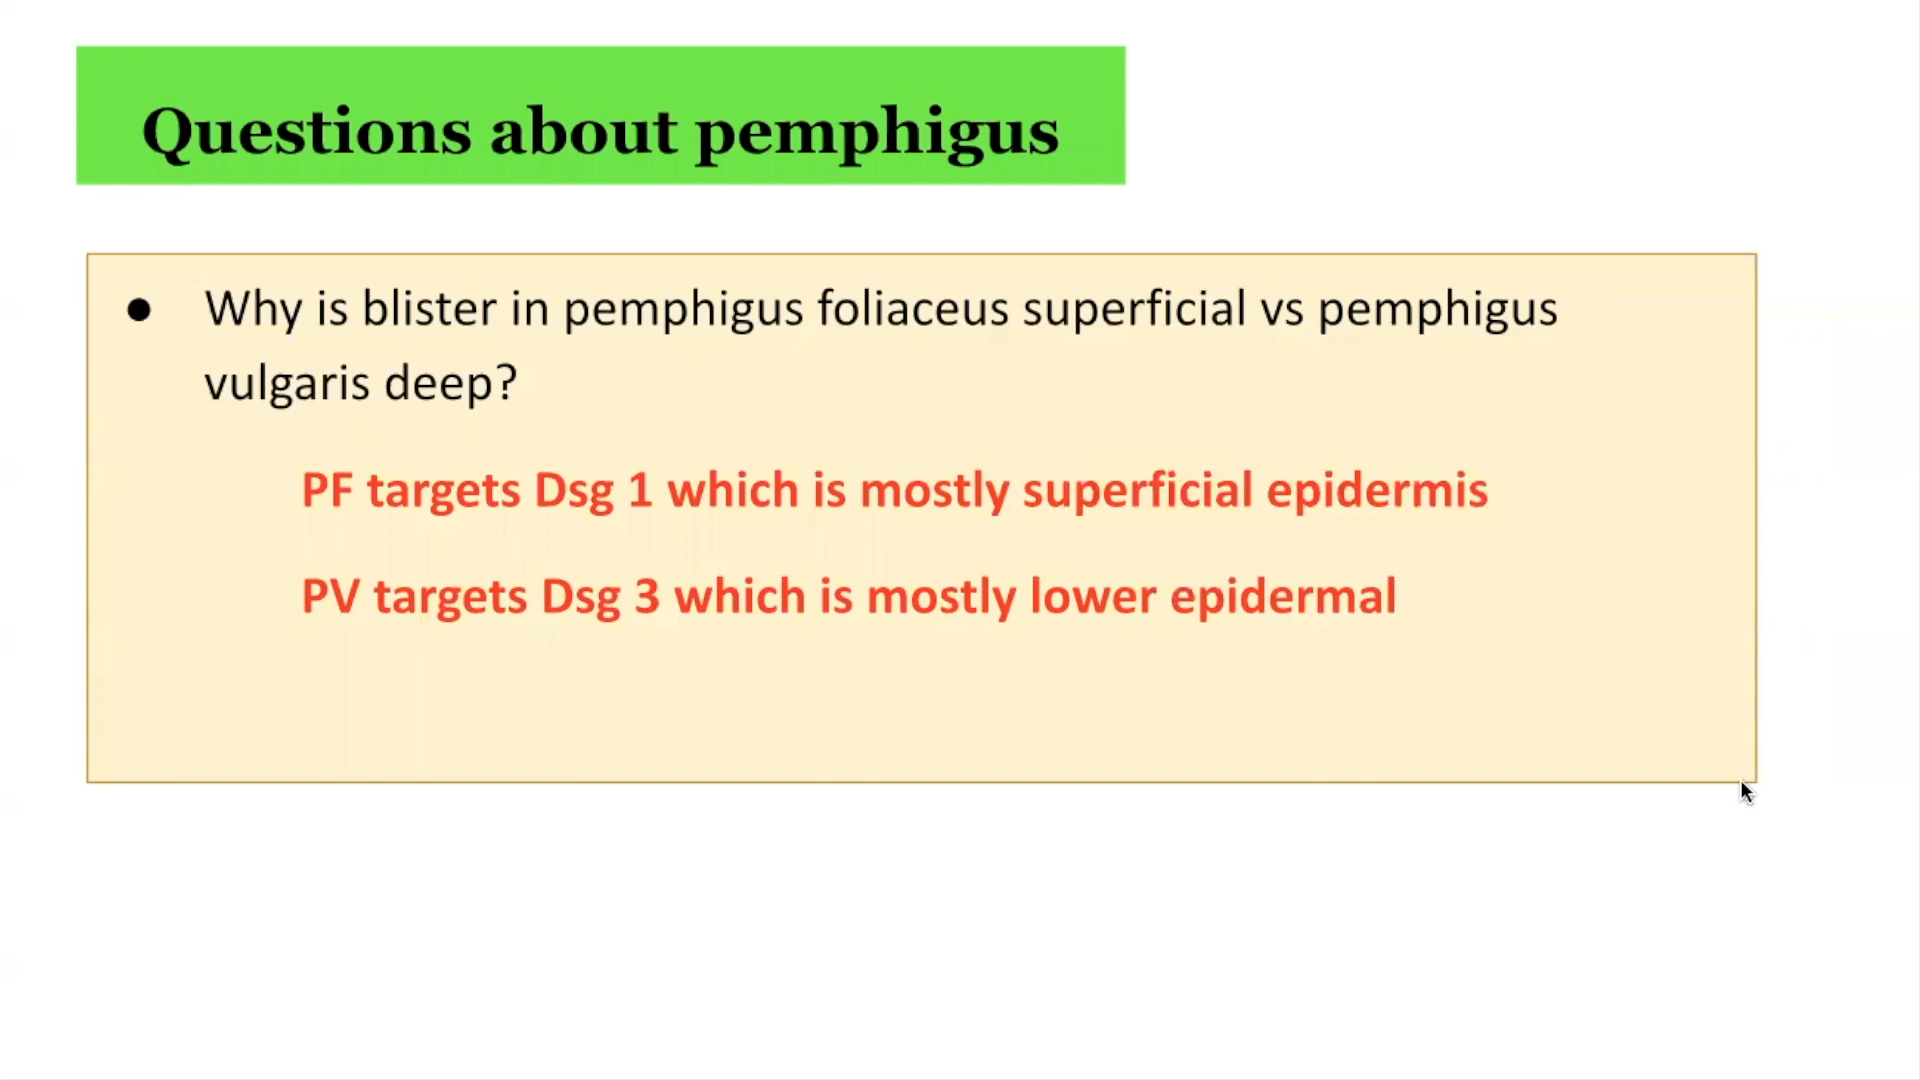 Questions about pemphigus
● Why is blister in pemphigus foliaceus superficial vs pemphigus
vulgaris deep?
PF targets Dsg 1 which is mostly superficial epidermis
PV targets Dsg 3 which is mostly lower epidermal